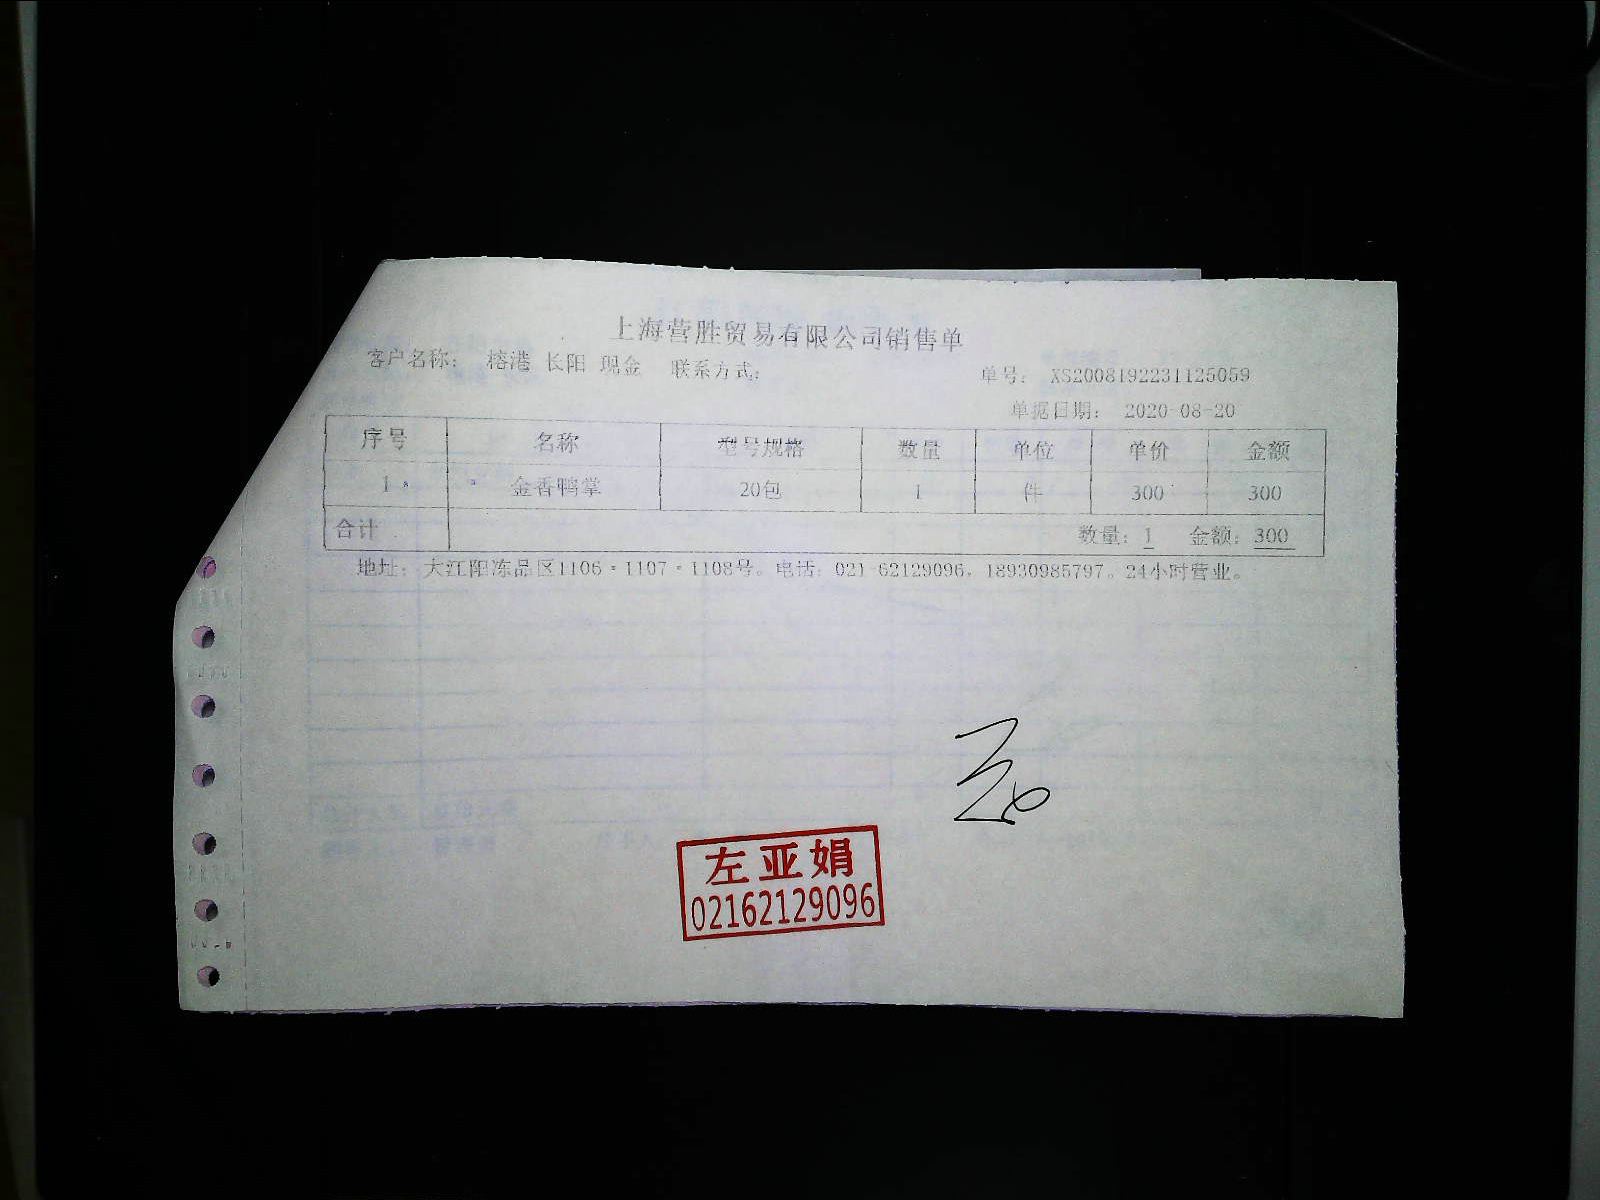 上海营胜贸易有限公司销售单
客户名称： 榕港 长阳 现金 联系方式： 单号： XS2008192231125059
单据日期： 2020-08-20
序号 名称 型号规格 数量 单位 单价 金额
1 金香鸭掌 20包 1 件 300 300
合计 数量：1 金额：300
地址：大江阳冻品区1106·1107·1108号。电话：021-62129096，18930985797。24小时营业。
左亚娟
02162129096